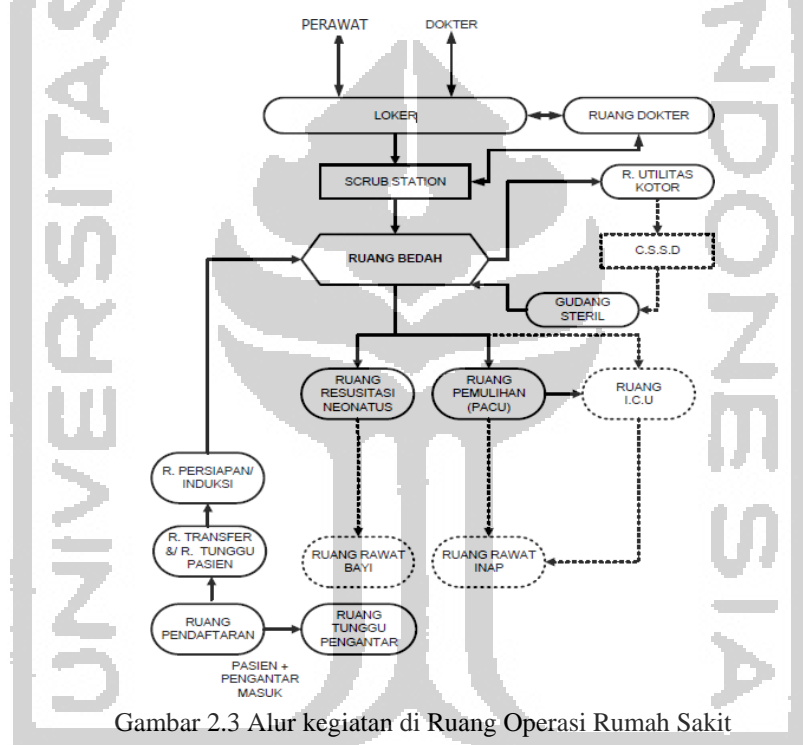 PERAWAT
DOKTER
LOKER
RUANG DOKTER
SCRUB STATION
R. UTILITAS
KOTOR
RUANG BEDAH
C.S.S.D
GUDANG
STERIL
RUANG
RESUSITASI
NEONATUS
RUANG
PEMULIHAN
(PACU)
RUANG
I.C.U
R. PERSIAPAN/
INDUKSI
R. TRANSFER
&/ R. TUNGGU
PASIEN
RUANG RAWAT
BAYI
RUANG RAWAT
INAP
RUANG
PENDAFTARAN
RUANG
TUNGGU
PENGANTAR
PASIEN +
PENGANTAR
MASUK
Gambar 2.3 Alur kegiatan di Ruang Operasi Rumah Sakit
UNIVERSITAS
INDONESIA